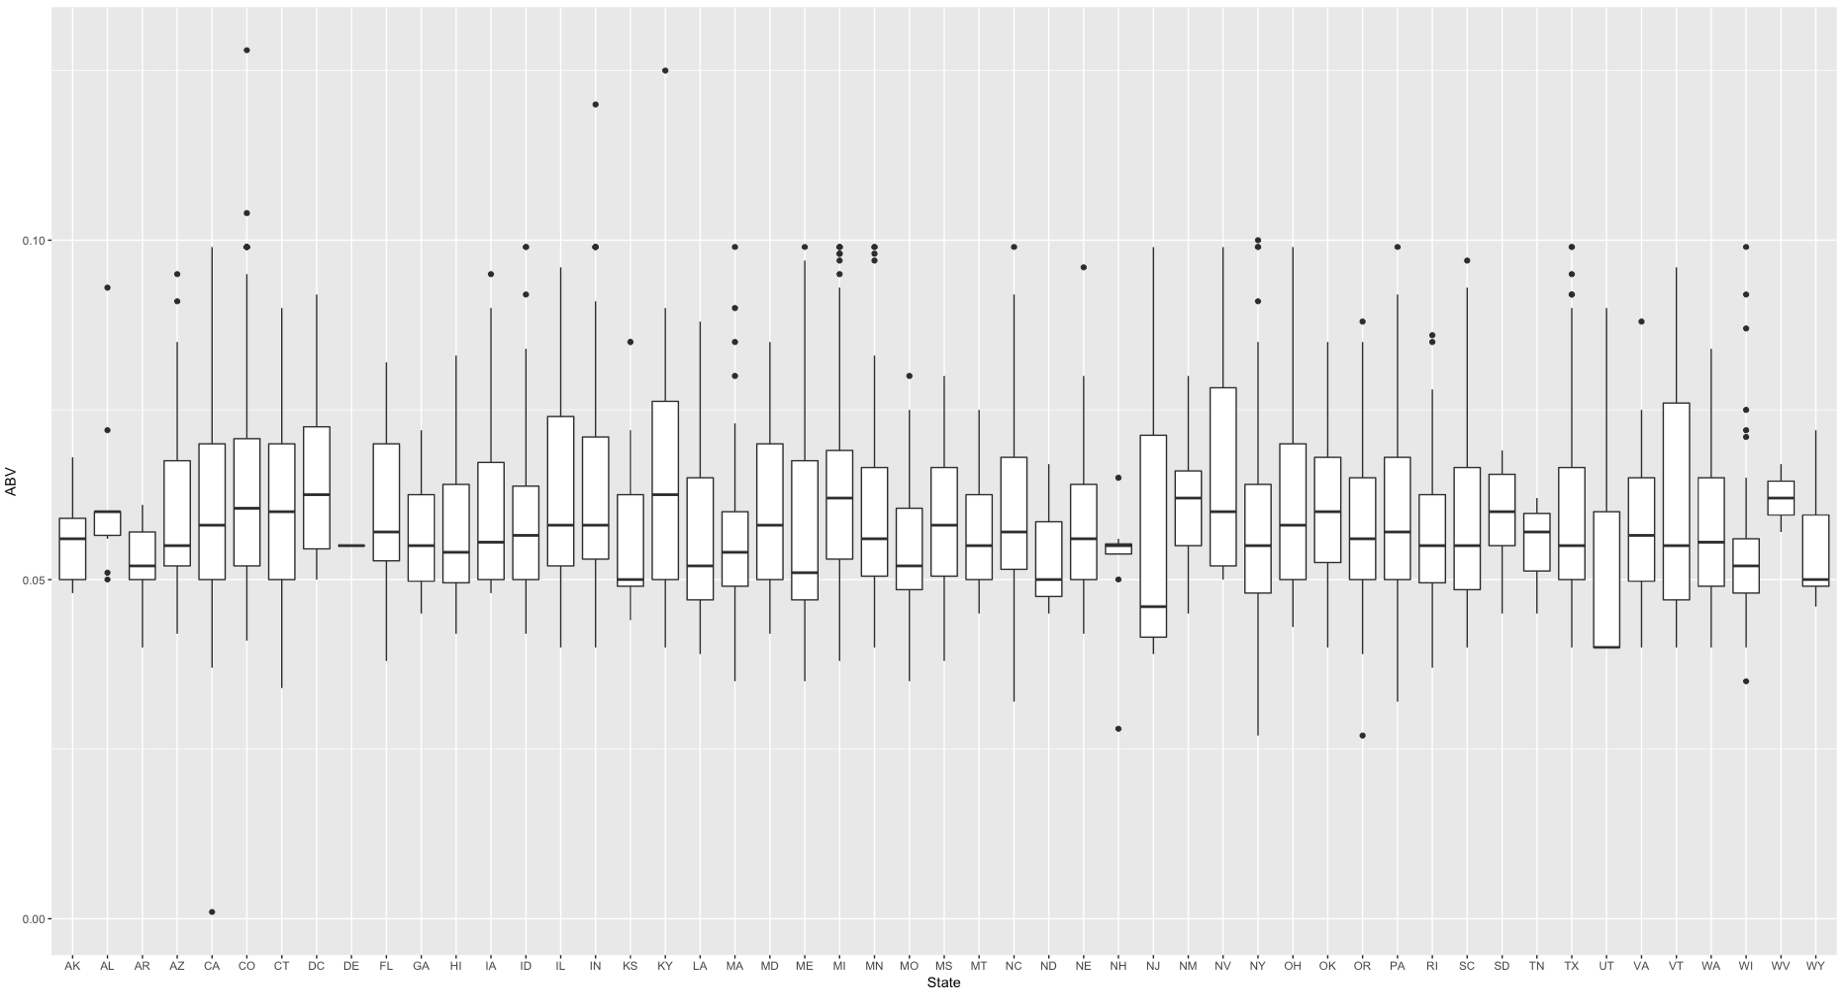 ABV
0.10
0.05
0.00
AK AL AR AZ CA CO CT DC DE FL GA HI IA ID IL IN KS KY LA MA MD ME MI MN MO MS MT NC ND NE NH NJ NM NV NY OH OK OR PA RI SC SD TN TX UT VA VT WA WI WV WY
State